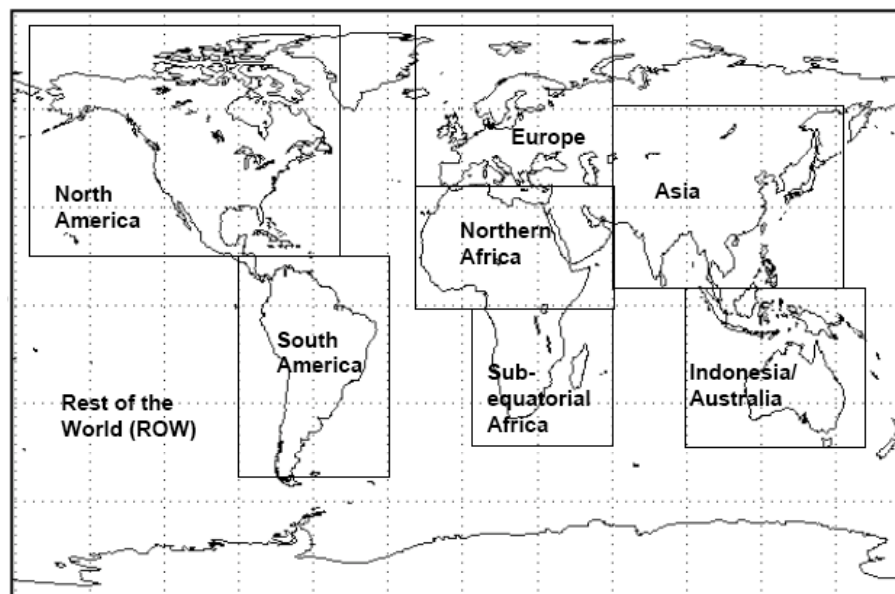 Europe
North
America
Asia
Northern
Africa
South
America
Sub-
equatorial
Africa
Indonesia/
Australia
Rest of the
World (ROW)